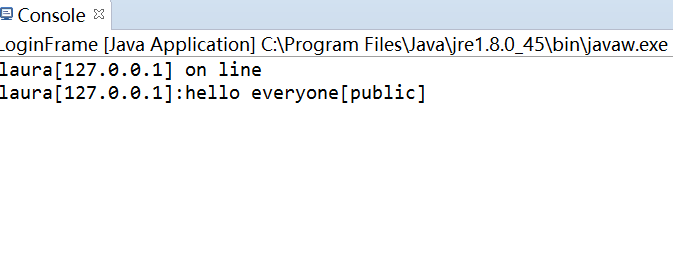 Console
LoginFrame [Java Application] C:\Program Files\Java\jre1.8.0_45\bin\javaw.exe
laura[127.0.0.1] on line
laura[127.0.0.1]:hello everyone[public]